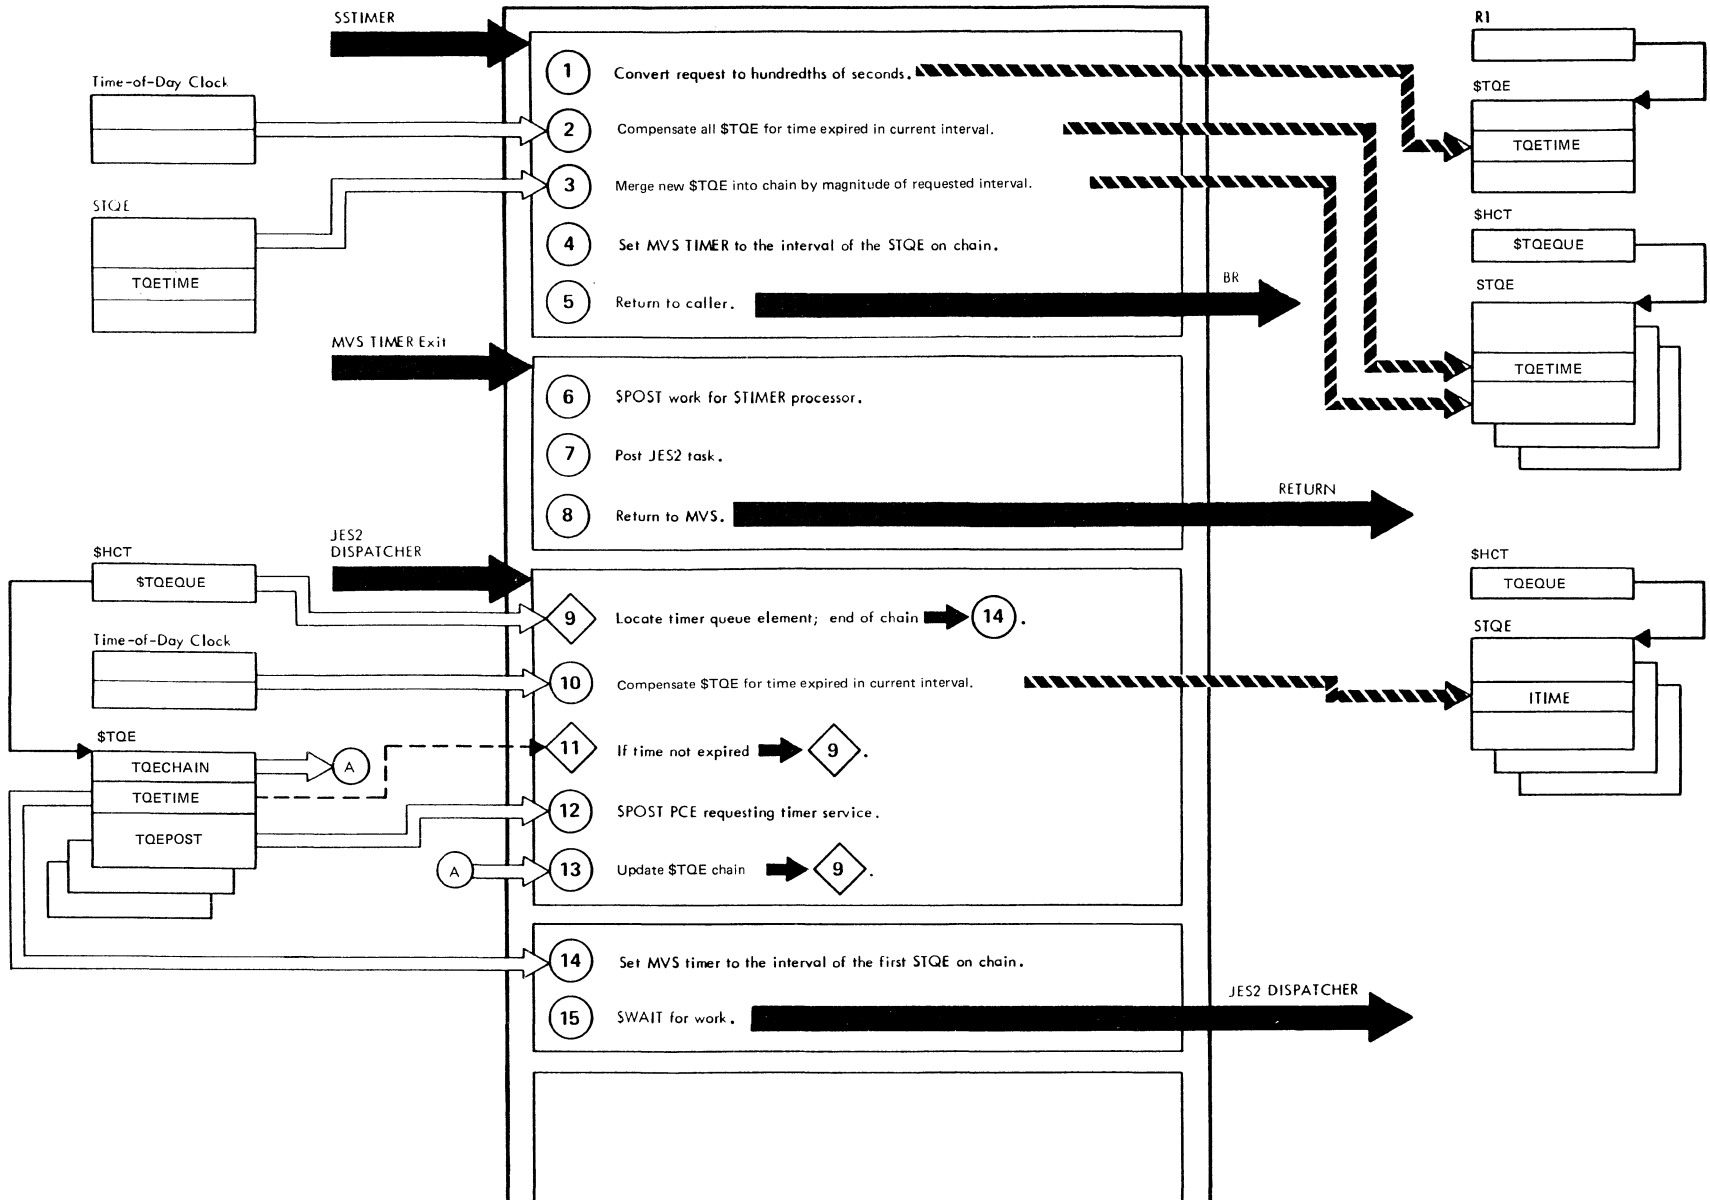 SSTIMER
Time-of-Day Clock
1 Convert request to hundredths of seconds.
2 Compensate all $TQE for time expired in current interval.
3 Merge new $TQE into chain by magnitude of requested interval.
STQE
TQETIME
4 Set MVS TIMER to the interval of the STQE on chain.
5 Return to caller.
BR
R1
$TQE
TQETIME
$HCT
$TQEQUE
STQE
TQETIME
MVS TIMER Exit
6 $POST work for STIMER processor.
7 Post JES2 task.
8 Return to MVS.
RETURN
JES2
DISPATCHER
$HCT
$TQEQUE
9 Locate timer queue element; end of chain 14.
Time-of-Day Clock
10 Compensate $TQE for time expired in current interval.
$HCT
TQEQUE
STQE
ITIME
$TQE
TQECHAIN
A
TQETIME
TQEPOST
11 If time not expired 9.
12 $POST PCE requesting timer service.
A
13 Update $TQE chain 9.
14 Set MVS timer to the interval of the first STQE on chain.
15 $WAIT for work.
JES2 DISPATCHER